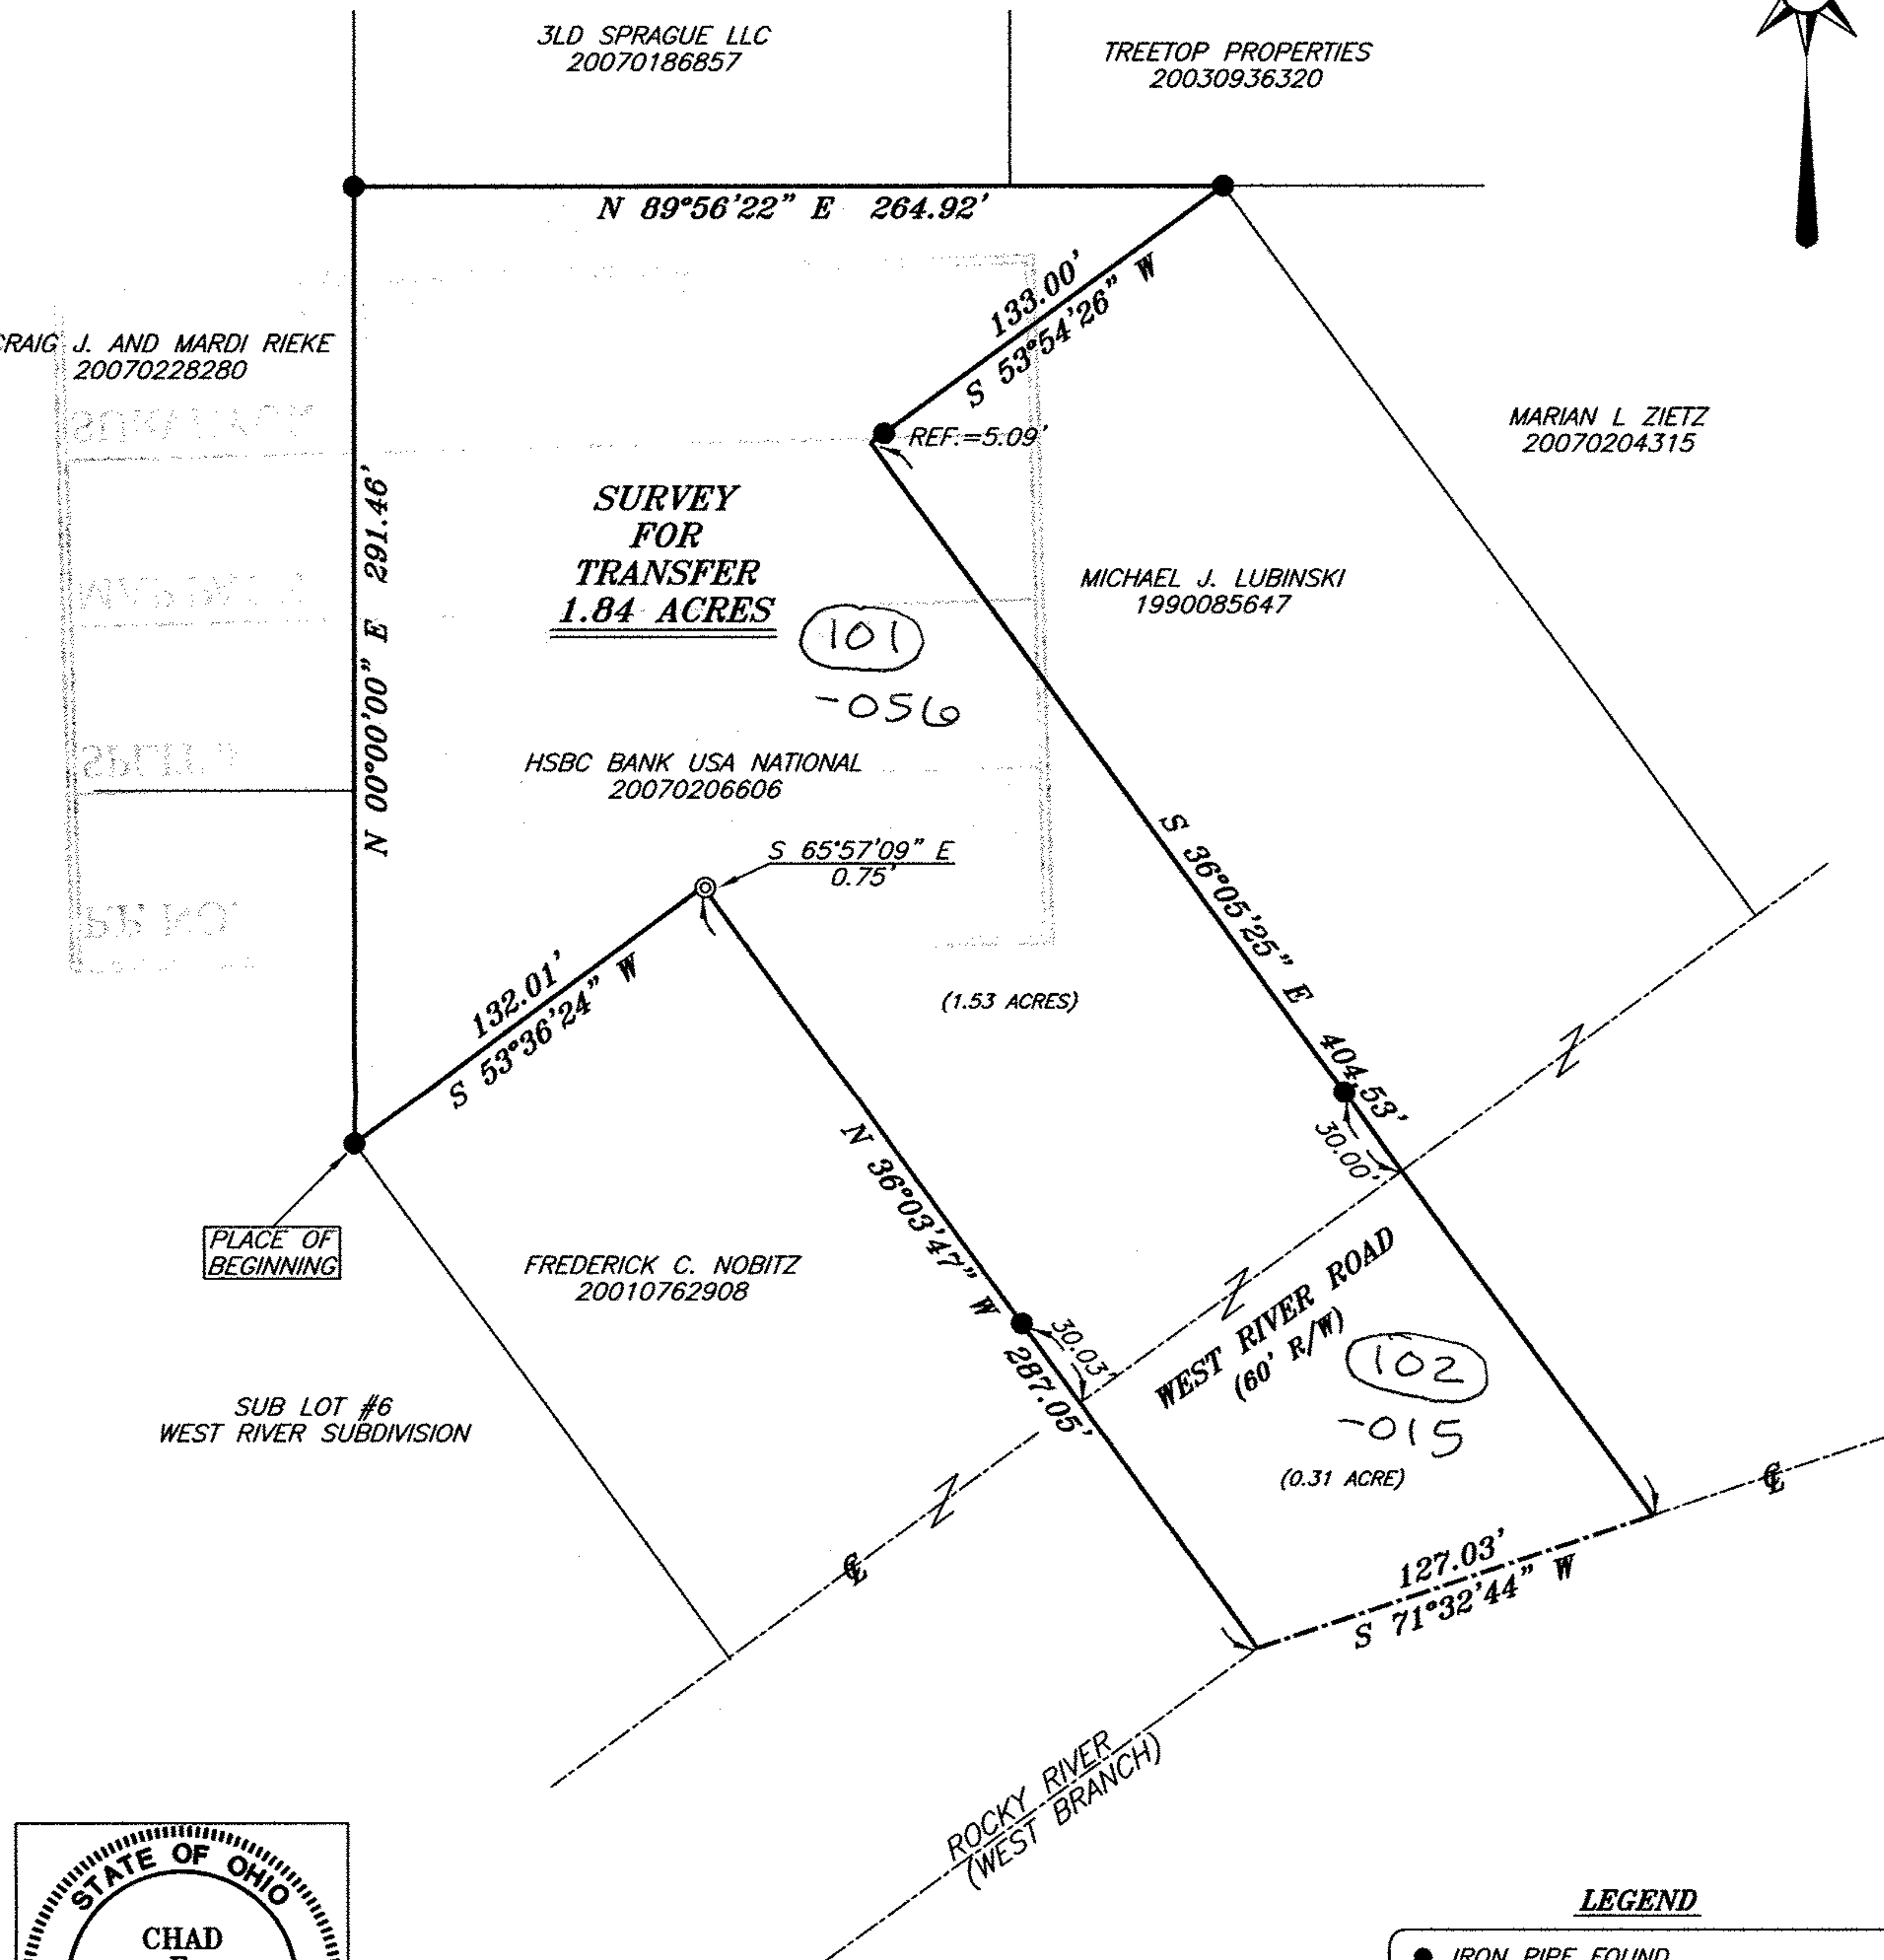 3LD SPRAGUE LLC
20070186857
TREETOP PROPERTIES
20030936320
N 89°56'22" E 264.92'
133.00'
S 53°54'26" W
CRAIG J. AND MARDI RIEKE
20070228280
REF.=5.09'
MARIAN L ZIETZ
20070204315
N 00°00'00" E 291.46'
SURVEY
FOR
TRANSFER
1.84 ACRES
101
-056
MICHAEL J. LUBINSKI
1990085647
HSBC BANK USA NATIONAL
20070206606
S 65°57'09" E
0.75'
S 36°05'25" E 404.53'
(1.53 ACRES)
132.01'
S 53°36'24" W
30.00'
PLACE OF
BEGINNING
N 36°03'47" W 287.05'
FREDERICK C. NOBITZ
20010762908
30.03'
WEST RIVER ROAD
(60' R/W)
102
-015
SUB LOT #6
WEST RIVER SUBDIVISION
(0.31 ACRE)
127.03'
S 71°32'44" W
ROCKY RIVER
(WEST BRANCH)
STATE OF OHIO
CHAD
LEGEND
IRON PIPE FOUND